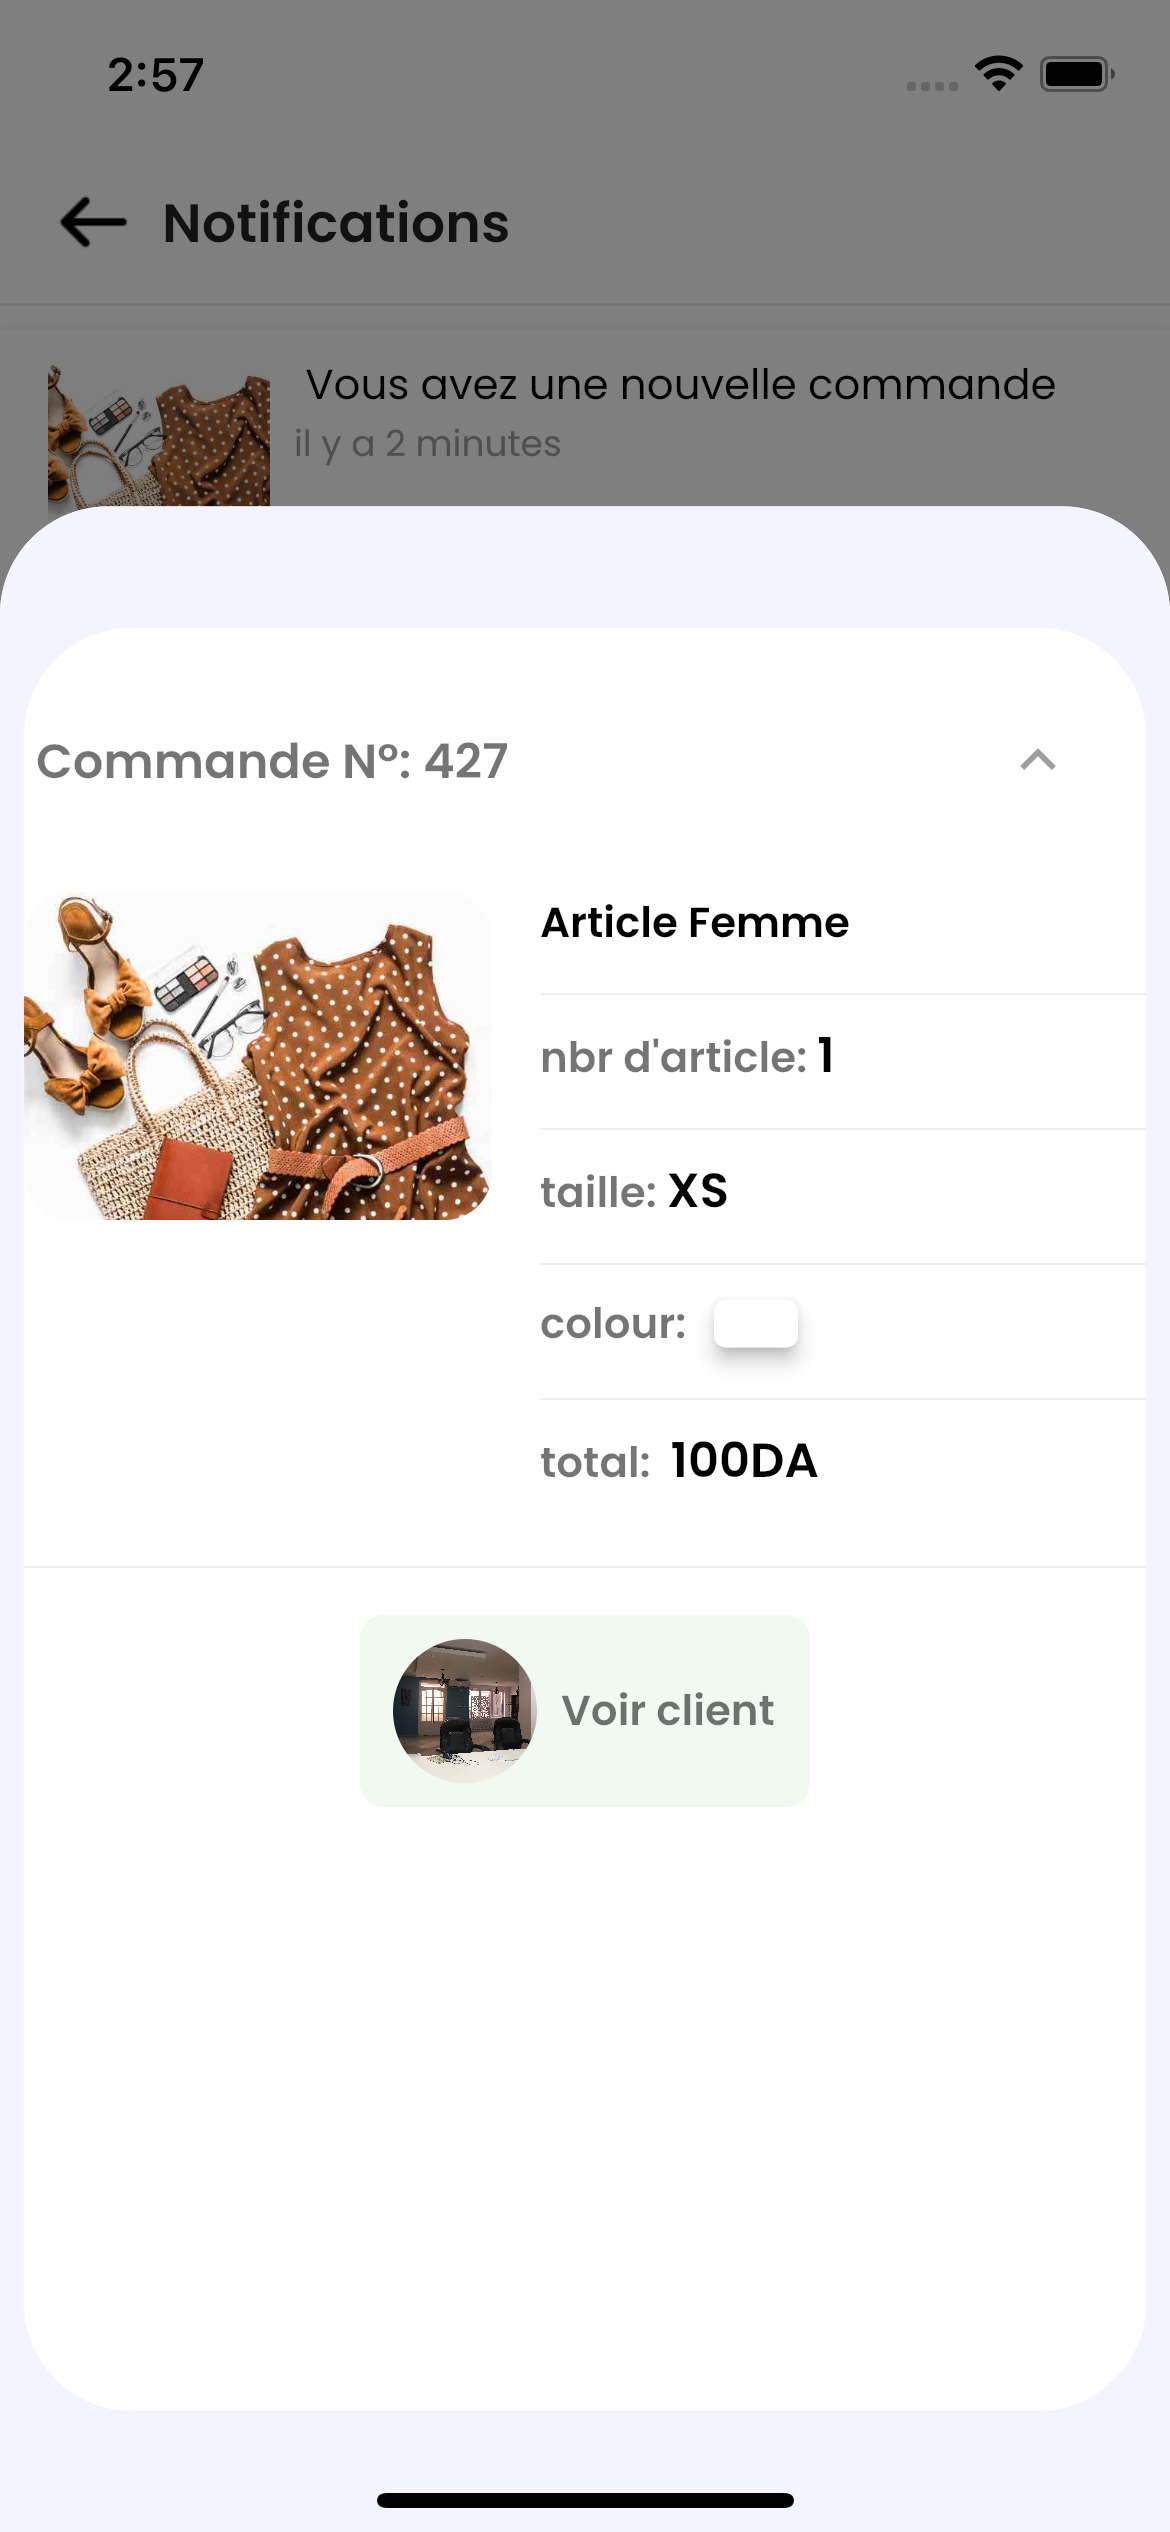 2:57
Notifications
Vous avez une nouvelle commande
il y a 2 minutes
Commande N°: 427
Article Femme
nbr d'article: 1
taille: XS
colour:
total: 100DA
Voir client